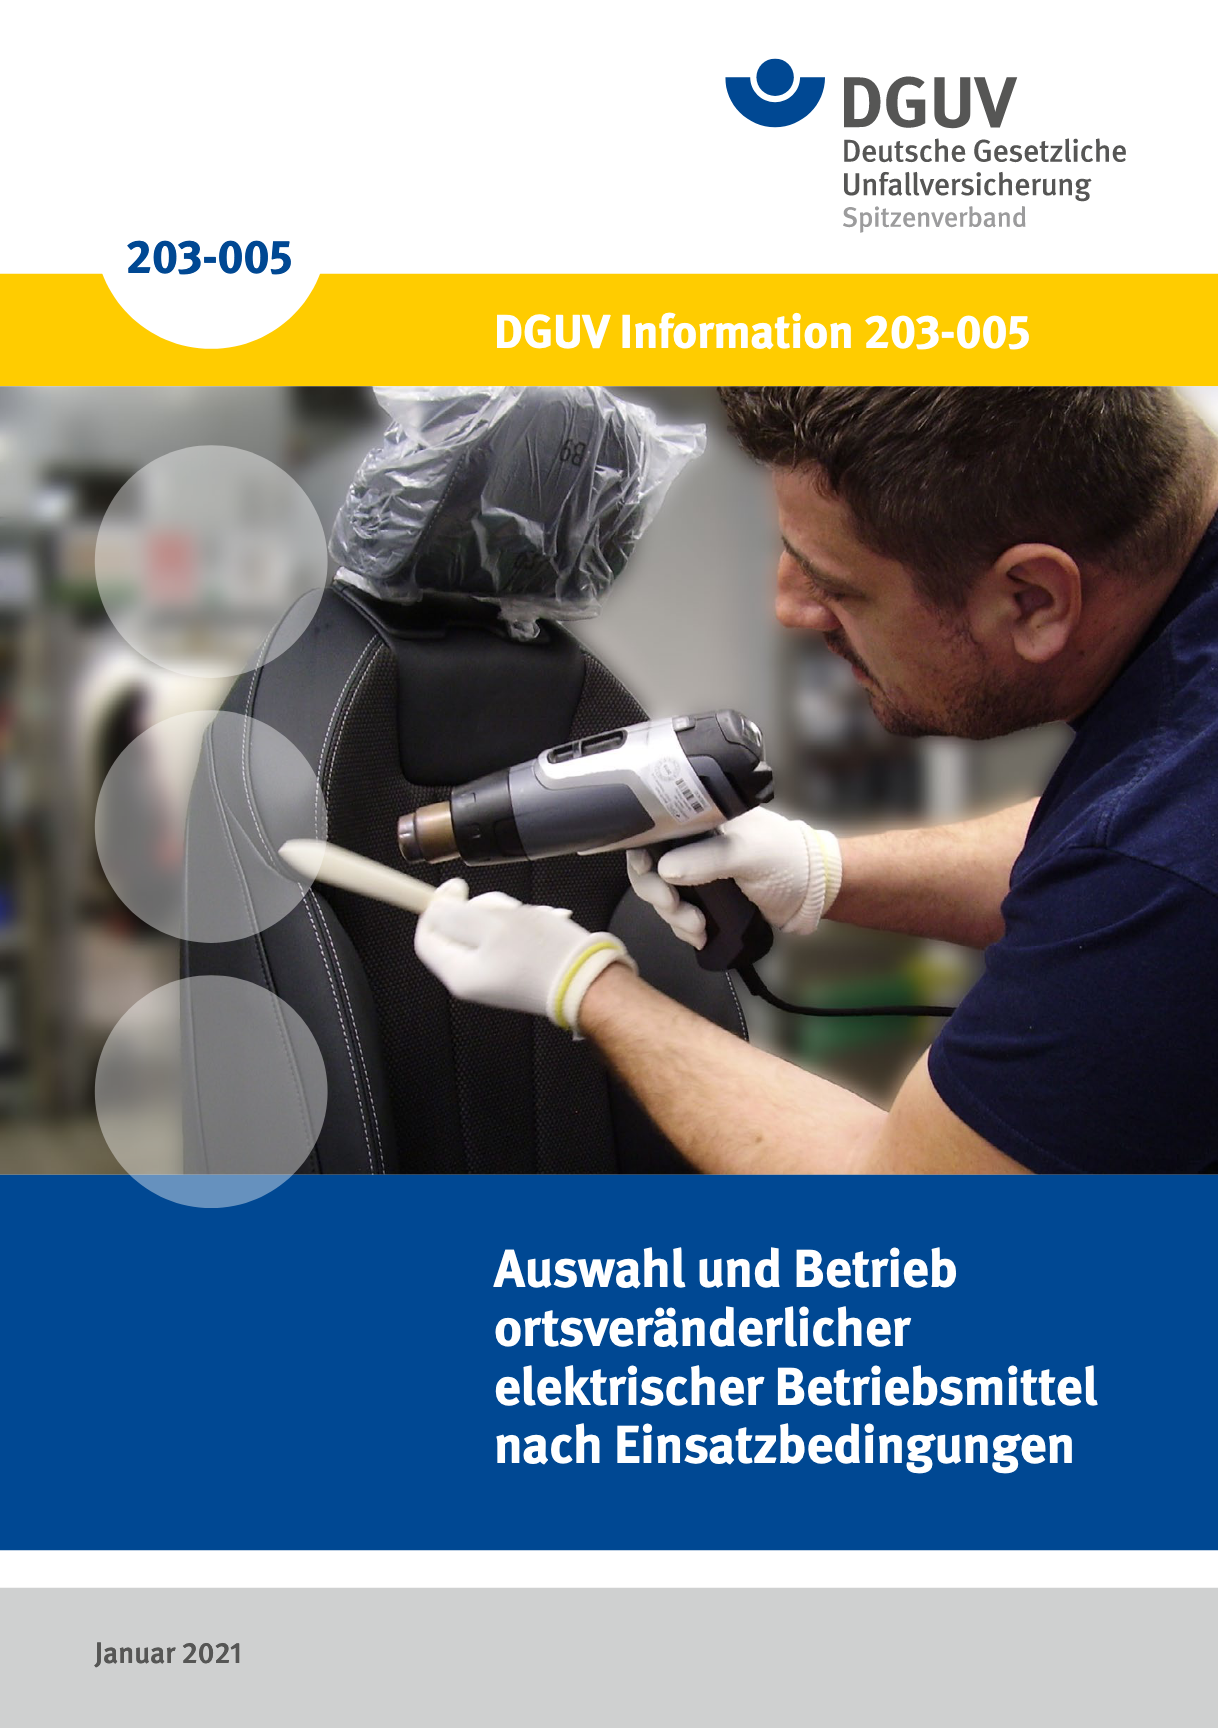 DGUV
Deutsche Gesetzliche
Unfallversicherung
Spitzenverband
203-005
DGUV Information 203-005
68
Auswahl und Betrieb
ortsveränderlicher
elektrischer Betriebsmittel
nach Einsatzbedingungen
Januar 2021